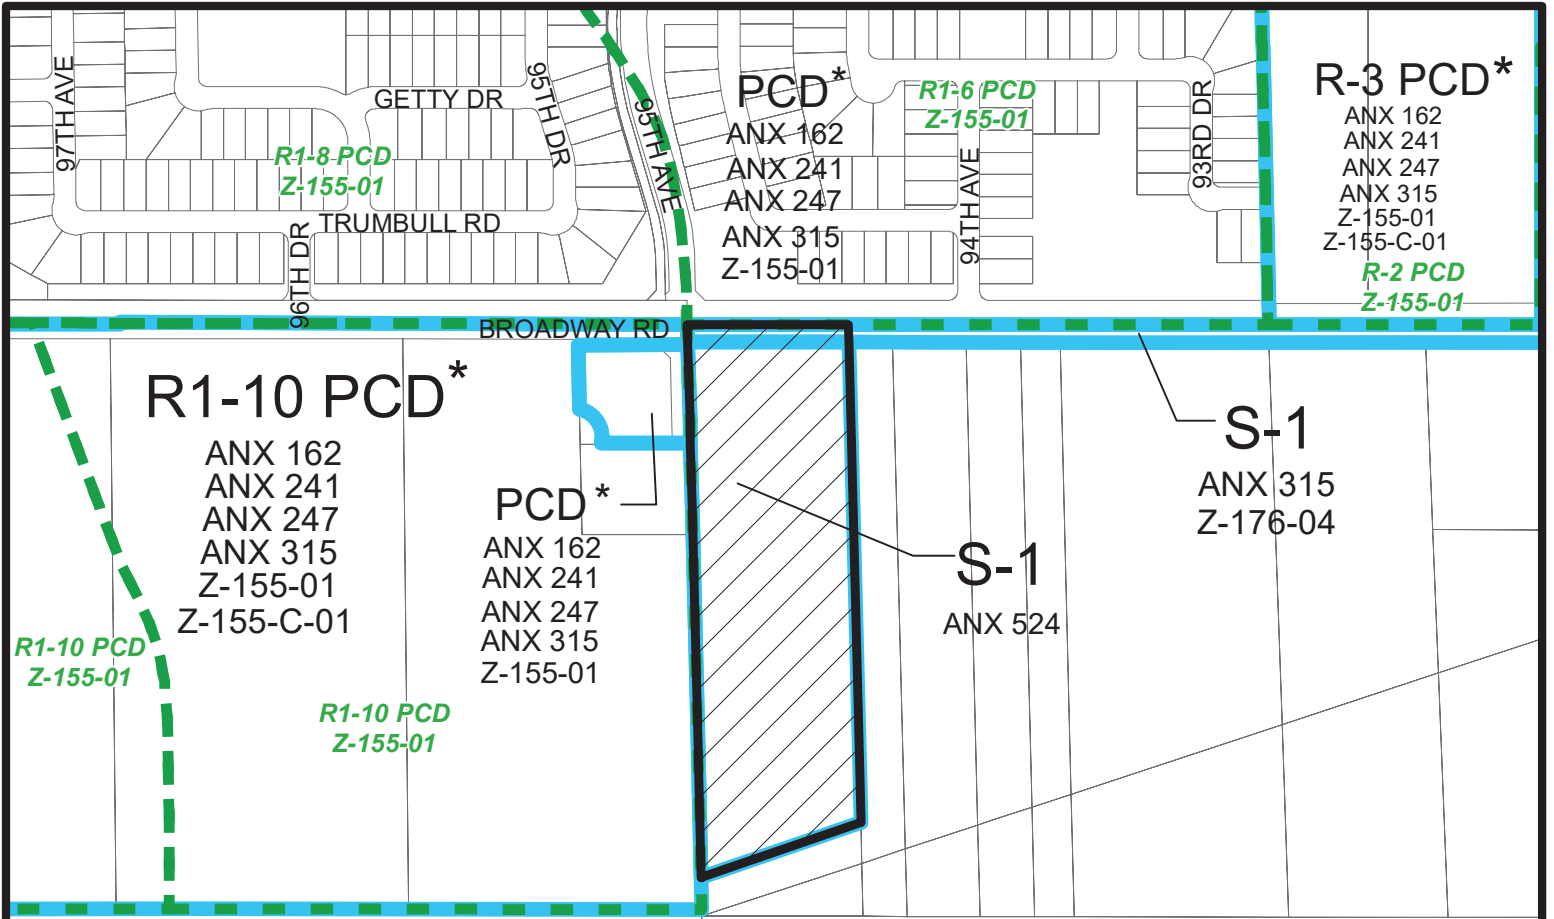 97TH AVE
GETTY DR
95TH DR
95TH AVE
R1-8 PCD
Z-155-01
TRUMBULL RD
96TH DR
PCD*
ANX 162
ANX 241
ANX 247
ANX 315
Z-155-01
R1-6 PCD
Z-155-01
94TH AVE
93RD DR
R-3 PCD*
ANX 162
ANX 241
ANX 247
ANX 315
Z-155-01
Z-155-C-01
R-2 PCD
Z-155-01
BROADWAY RD
R1-10 PCD*
ANX 162
ANX 241
ANX 247
ANX 315
Z-155-01
Z-155-C-01
R1-10 PCD
Z-155-01
R1-10 PCD
Z-155-01
PCD*
ANX 162
ANX 241
ANX 247
ANX 315
Z-155-01
S-1
ANX 524
S-1
ANX 315
Z-176-04